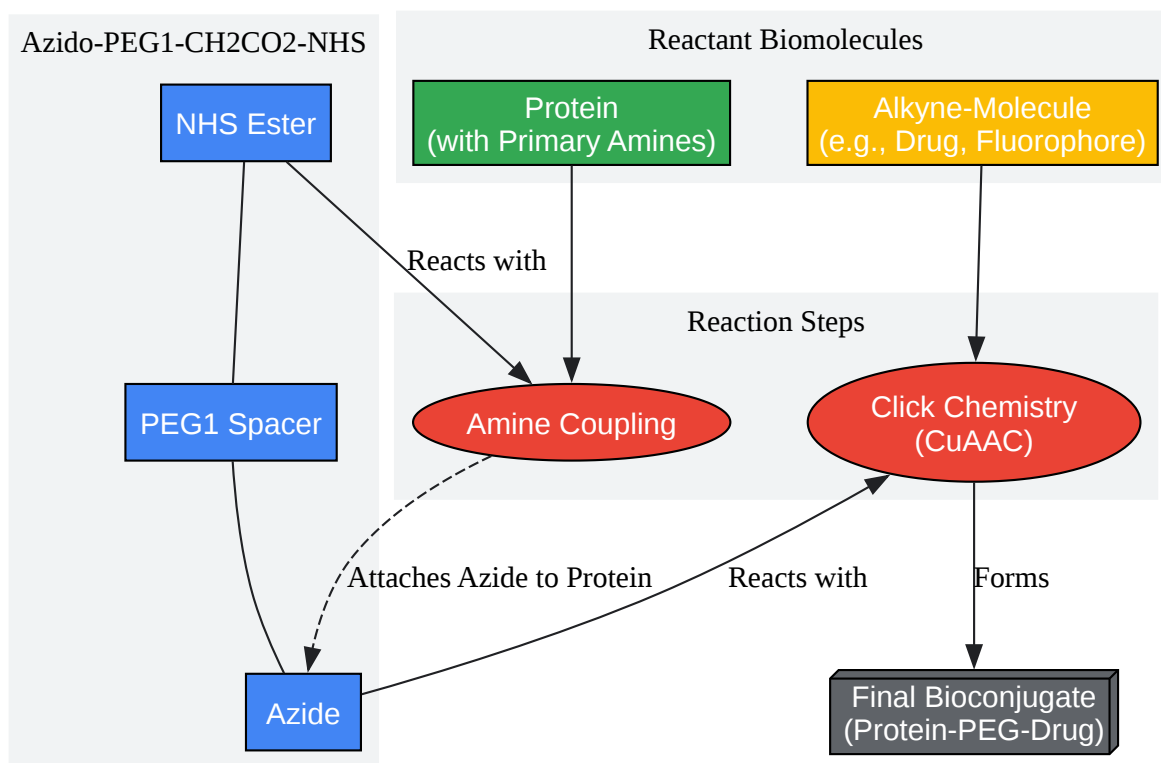 Azido-PEG1-CH2CO2-NHS
Reactant Biomolecules
NHS Ester
Protein
(with Primary Amines)
Alkyne-Molecule
(e.g., Drug, Fluorophore)
Reacts with
Reaction Steps
PEG1 Spacer
Amine Coupling
Click Chemistry
(CuAAC)
Attaches Azide to Protein
Reacts with
Forms
Azide
Final Bioconjugate
(Protein-PEG-Drug)